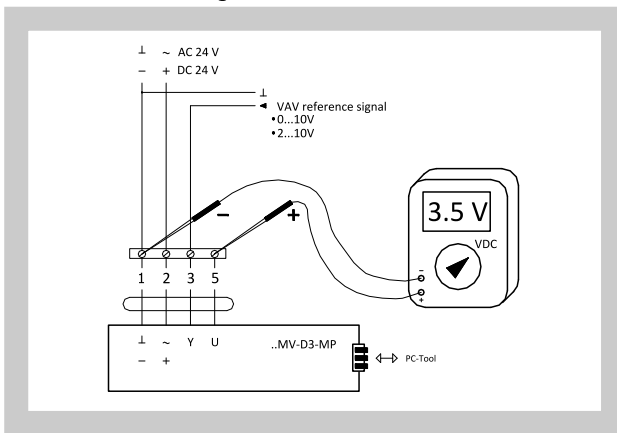 ⊥ ~ AC 24 V
− + DC 24 V
⊥
VAV reference signal
•0...10V
•2...10V
− +
3.5 V
VDC
−
+
1 2 3 5
⊥ ~ Y U ..MV-D3-MP
− +
PC-Tool